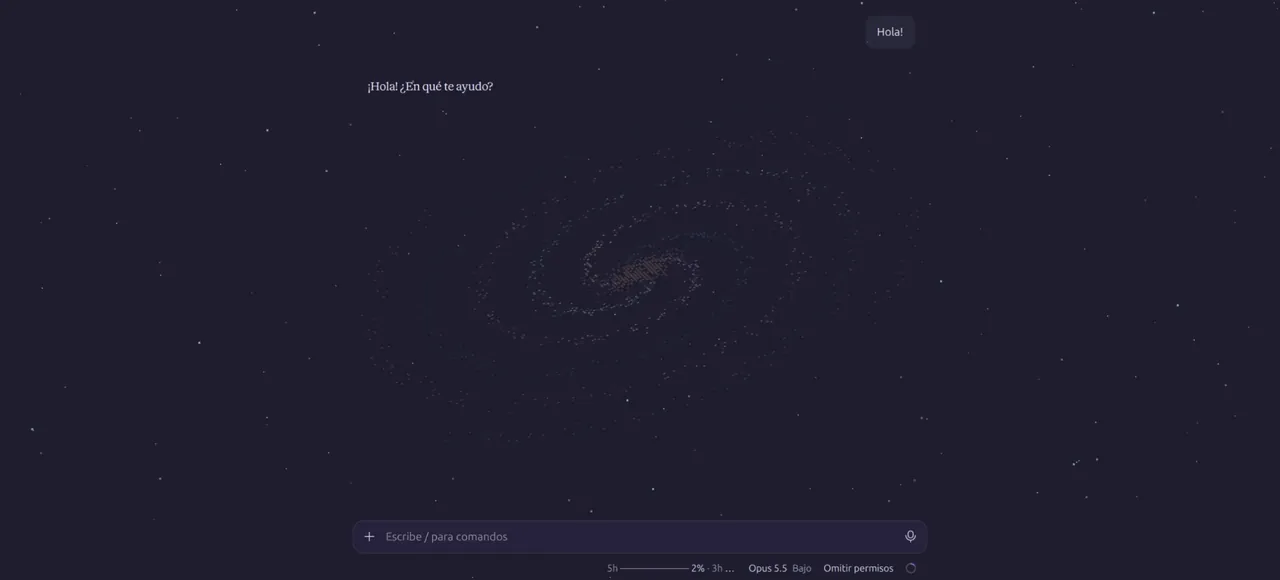 Hola!
¡Hola! ¿En qué te ayudo?
Escribe / para comandos
5h 2% · 3h ... Opus 5.5 Bajo Omitir permisos